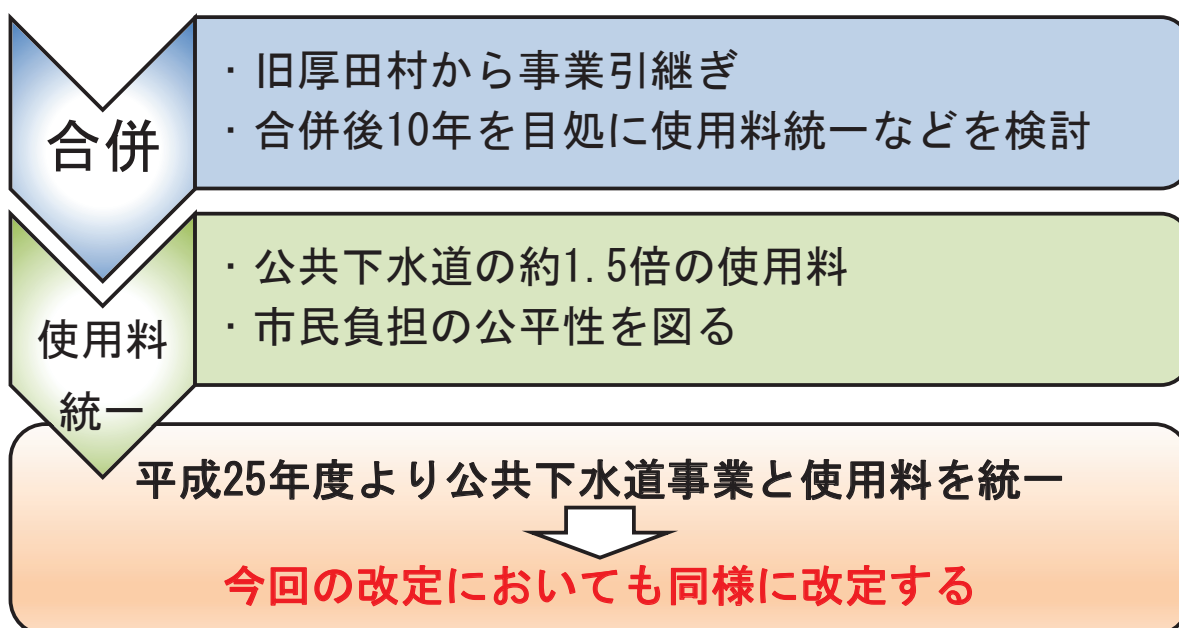 合併
・旧厚田村から事業引継ぎ
・合併後10年を目処に使用料統一などを検討
使用料
統一
・公共下水道の約1.5倍の使用料
・市民負担の公平性を図る
平成25年度より公共下水道事業と使用料を統一
今回の改定においても同様に改定する